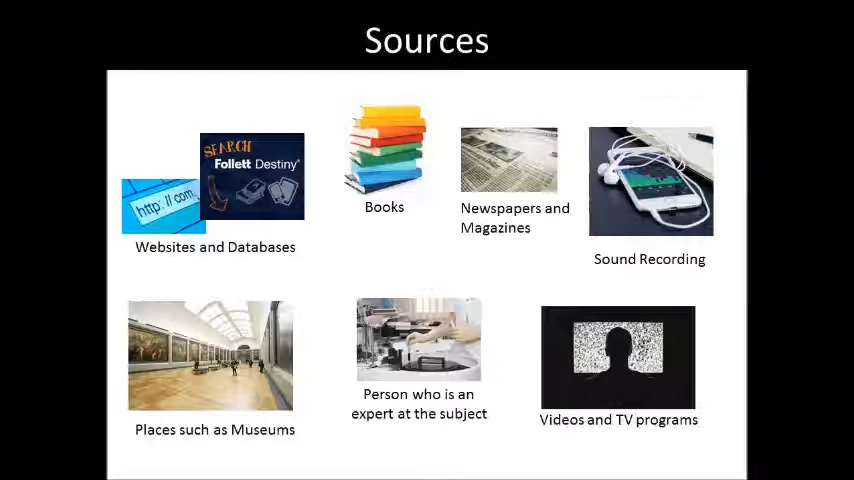 Sources
SEARCH
Follett Destiny
http://com
Websites and Databases
Books
Newspapers and
Magazines
Sound Recording
Places such as Museums
Person who is an
expert at the subject
Videos and TV programs